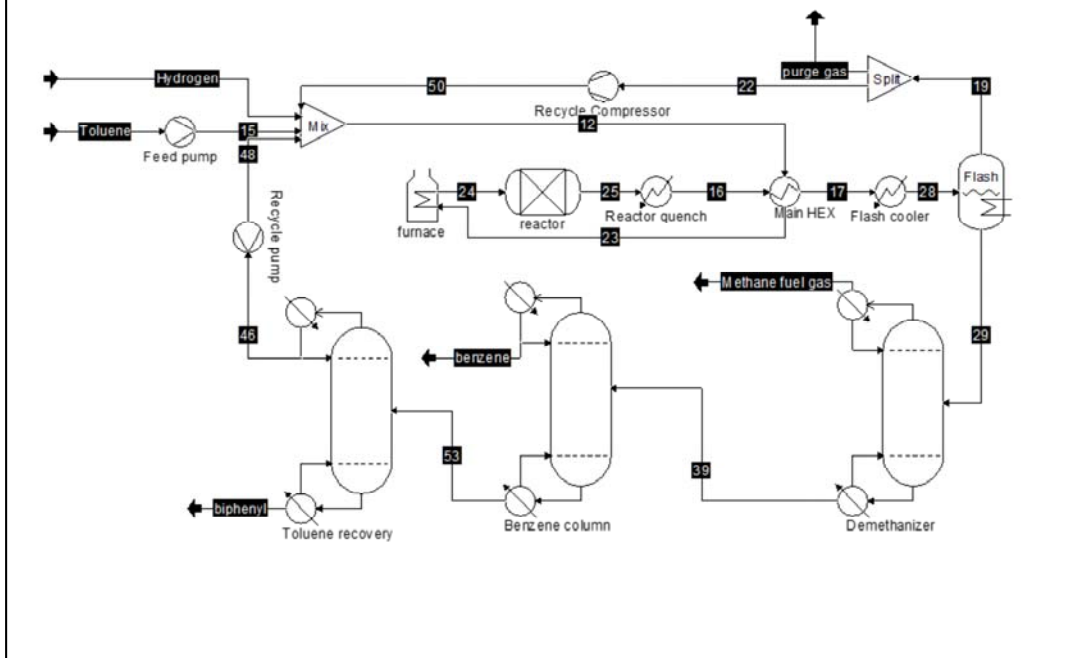 purge gas
Split
Hydrogen
50
22
19
Recycle Compressor
Toluene
15
Mix
12
48
Feed pump
Flash
24
25
16
17
28
Recycle pump
furnace
reactor
Reactor quench
Main HEX
Flash cooler
23
Methane fuel gas
46
benzene
29
53
39
biphenyl
Toluene recovery
Benzene column
Demethanizer